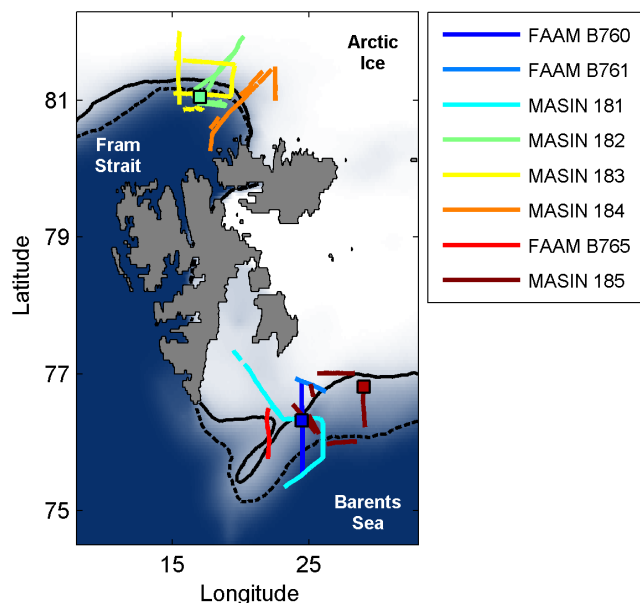 Arctic
Ice
Fram
Strait
Barents
Sea
81
79
77
75
Latitude
15
25
Longitude
FAAM B760
FAAM B761
MASIN 181
MASIN 182
MASIN 183
MASIN 184
FAAM B765
MASIN 185